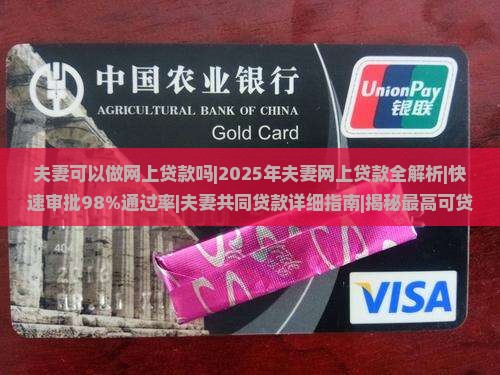 中国农业银行
AGRICULTURAL BANK OF CHINA
Gold Card
UnionPay
银联
夫妻可以做网上贷款吗|2025年夫妻网上贷款全解析|快
速审批98%通过率|夫妻共同贷款详细指南|揭秘最高可贷
VISA